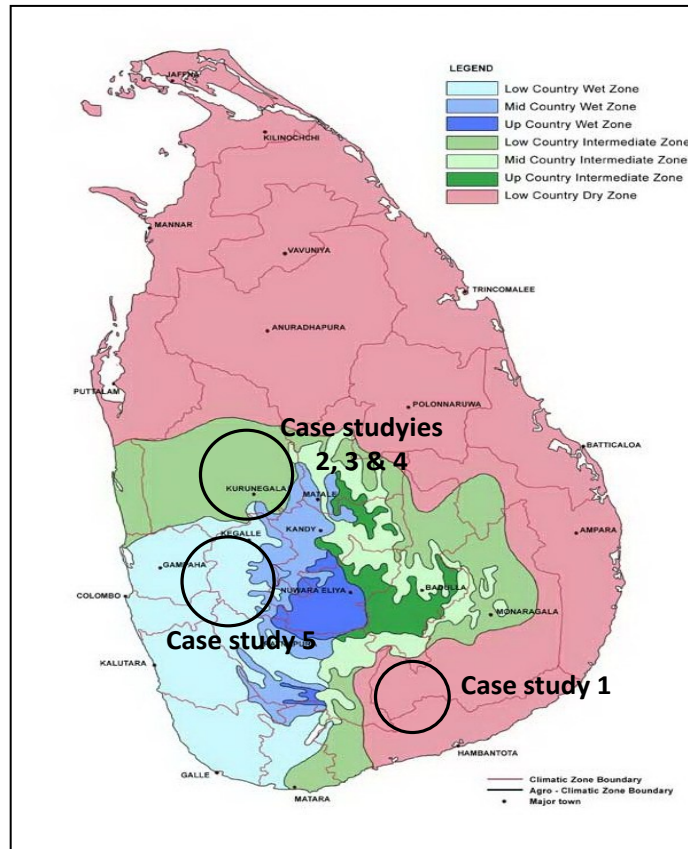 LEGEND
Low Country Wet Zone
Mid Country Wet Zone
Up Country Wet Zone
Low Country Intermediate Zone
Mid Country Intermediate Zone
Up Country Intermediate Zone
Low Country Dry Zone
JAFFNA
KILINOCHCHI
MANNAR
VAVUNIYA
TRINCOMALEE
ANURADHAPURA
PUTTALAM
POLONNARUWA
Case studyies
2, 3 & 4
BATTICALOA
KURUNEGALA
MATALE
KEGALLE
KANDY
AMPARA
GAMPAHA
COLOMBO
NUWARA ELIYA
BADULLA
MONARAGALA
Case study 5
KALUTARA
Case study 1
HAMBANTOTA
GALLE
MATARA
Climatic Zone Boundary
Agro - Climatic Zone Boundary
Major town